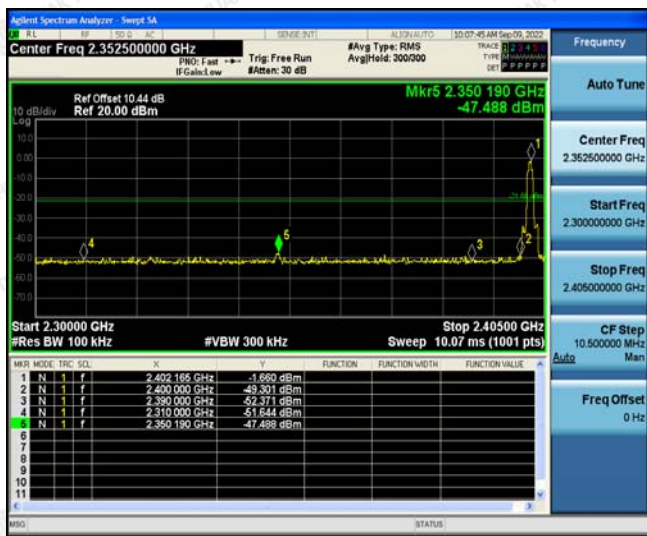 Agilent Spectrum Analyzer - Swept SA
RL RF 50 Ω AC SENSE:INT ALIGN AUTO 10:07:45 AM Sep 09, 2022
Center Freq 2.352500000 GHz
PNO: Fast
IFGain:Low
Trig: Free Run
#Atten: 30 dB
#Avg Type: RMS
Avg|Hold: 300/300
TRACE 1 2 3 4 5 6
TYPE M
DET P P P P P P
Ref Offset 10.44 dB
Ref 20.00 dBm
10 dB/div
Log
Mkr5 2.350 190 GHz
-47.488 dBm
10.0
0.00
-10.0
-20.0
-30.0
-40.0
-50.0
-60.0
-70.0
1
2
3
4
5
Start 2.30000 GHz
Stop 2.40500 GHz
#Res BW 100 kHz #VBW 300 kHz Sweep 10.07 ms (1001 pts)
MKR MODE TRC SCL X Y FUNCTION FUNCTION WIDTH FUNCTION VALUE
1 N 1 f 2.402 165 GHz -1.660 dBm
2 N 1 f 2.400 000 GHz -49.301 dBm
3 N 1 f 2.390 000 GHz -52.371 dBm
4 N 1 f 2.310 000 GHz -51.644 dBm
5 N 1 f 2.350 190 GHz -47.488 dBm
6
7
8
9
10
11
MSG STATUS
Frequency
Auto Tune
Center Freq
2.352500000 GHz
Start Freq
2.300000000 GHz
Stop Freq
2.405000000 GHz
CF Step
10.500000 MHz
Auto Man
Freq Offset
0 Hz